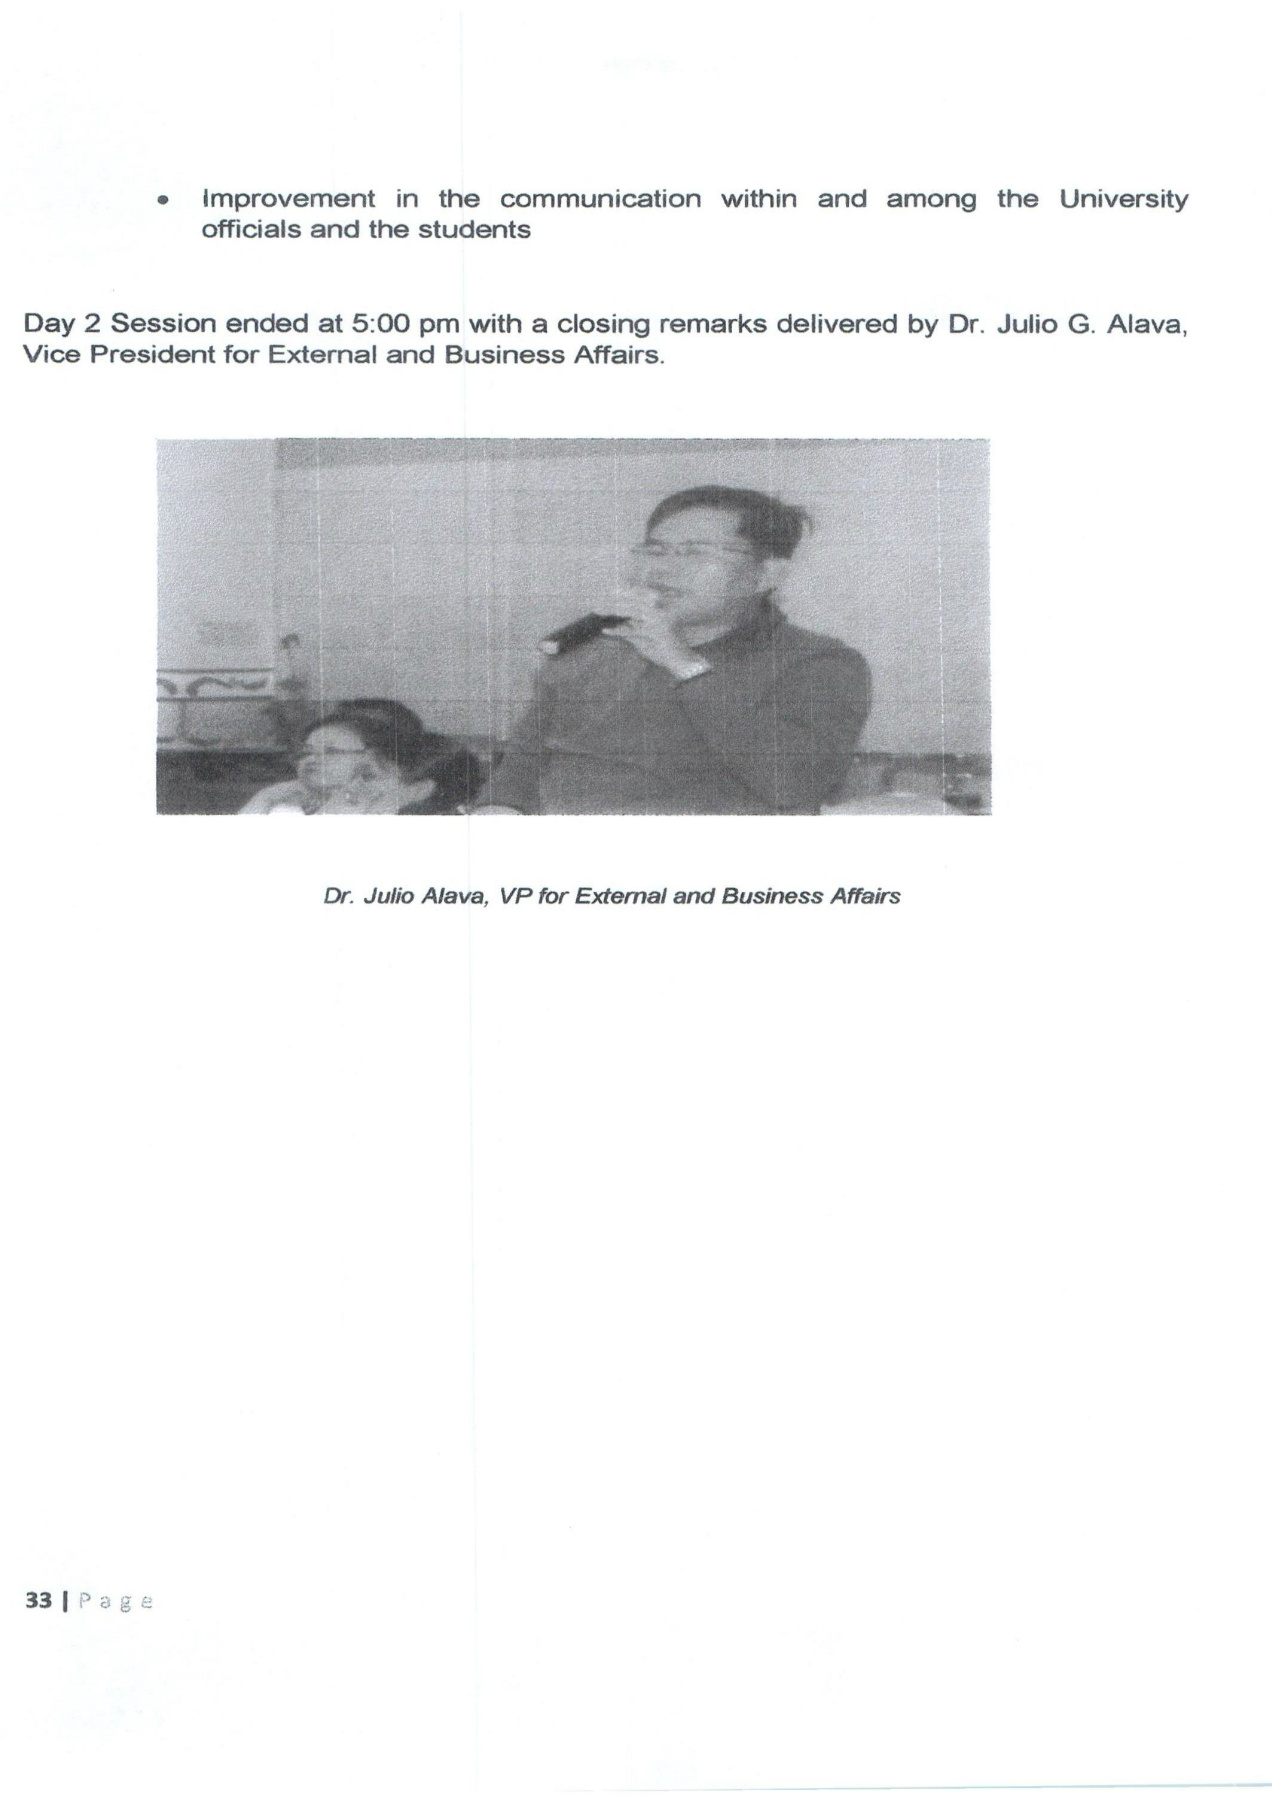 • Improvement in the communication within and among the University
officials and the students
Day 2 Session ended at 5:00 pm with a closing remarks delivered by Dr. Julio G. Alava,
Vice President for External and Business Affairs.
Dr. Julio Alava, VP for External and Business Affairs
33 | Page